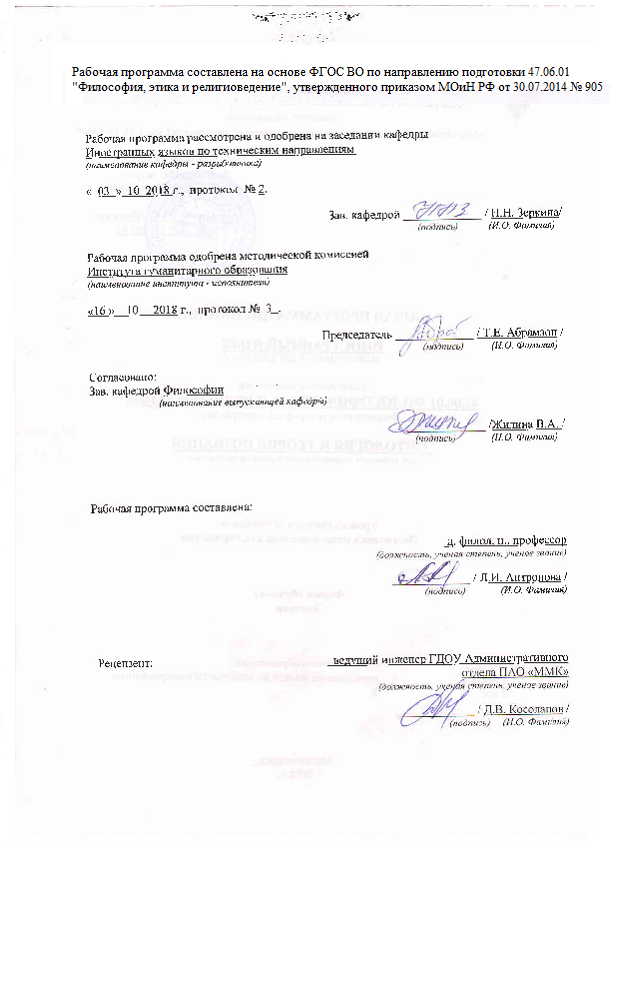 Рабочая программа составлена на основе ФГОС ВО по направлению подготовки 47.06.01
"Философия, этика и религиоведение", утвержденного приказом МОиН РФ от 30.07.2014 № 905
Рабочая программа рассмотрена и одобрена на заседании кафедры
Иностранных языков по техническим направлениям
(наименование кафедры - разработчика)
« 03 » 10 2018 г., протокол № 2.
Зав. кафедрой / Н.Н. Зеркина/
(подпись) (И.О. Фамилия)
Рабочая программа одобрена методической комиссией
Института гуманитарного образования
(наименование института - исполнителя)
«16» 10 2018 г., протокол № 3 .
Председатель / Т.Е. Абрамзон /
(подпись) (И.О. Фамилия)
Согласовано:
Зав. кафедрой Философии
(наименование выпускающей кафедры)
/Жилина В.А. /
(подпись) (И.О. Фамилия)
Рабочая программа составлена:
д. филол. н., профессор
(должность, ученая степень, ученое звание)
/ Л.И. Антропова /
(подпись) (И.О. Фамилия)
Рецензент: ведущий инженер ГДОУ Административного
отдела ПАО «ММК»
(должность, ученая степень, ученое звание)
/ Д.В. Косолапов /
(подпись) (И.О. Фамилия)